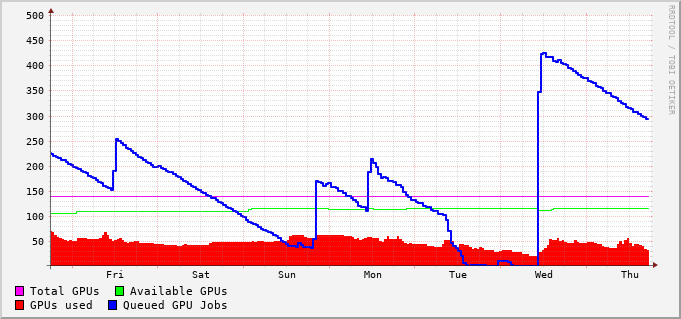 500
450
400
350
300
250
200
150
100
50
Fri Sat Sun Mon Tue Wed Thu
Total GPUs Available GPUs
GPUs used Queued GPU Jobs
RRDTOOL / TOBI OETIKER